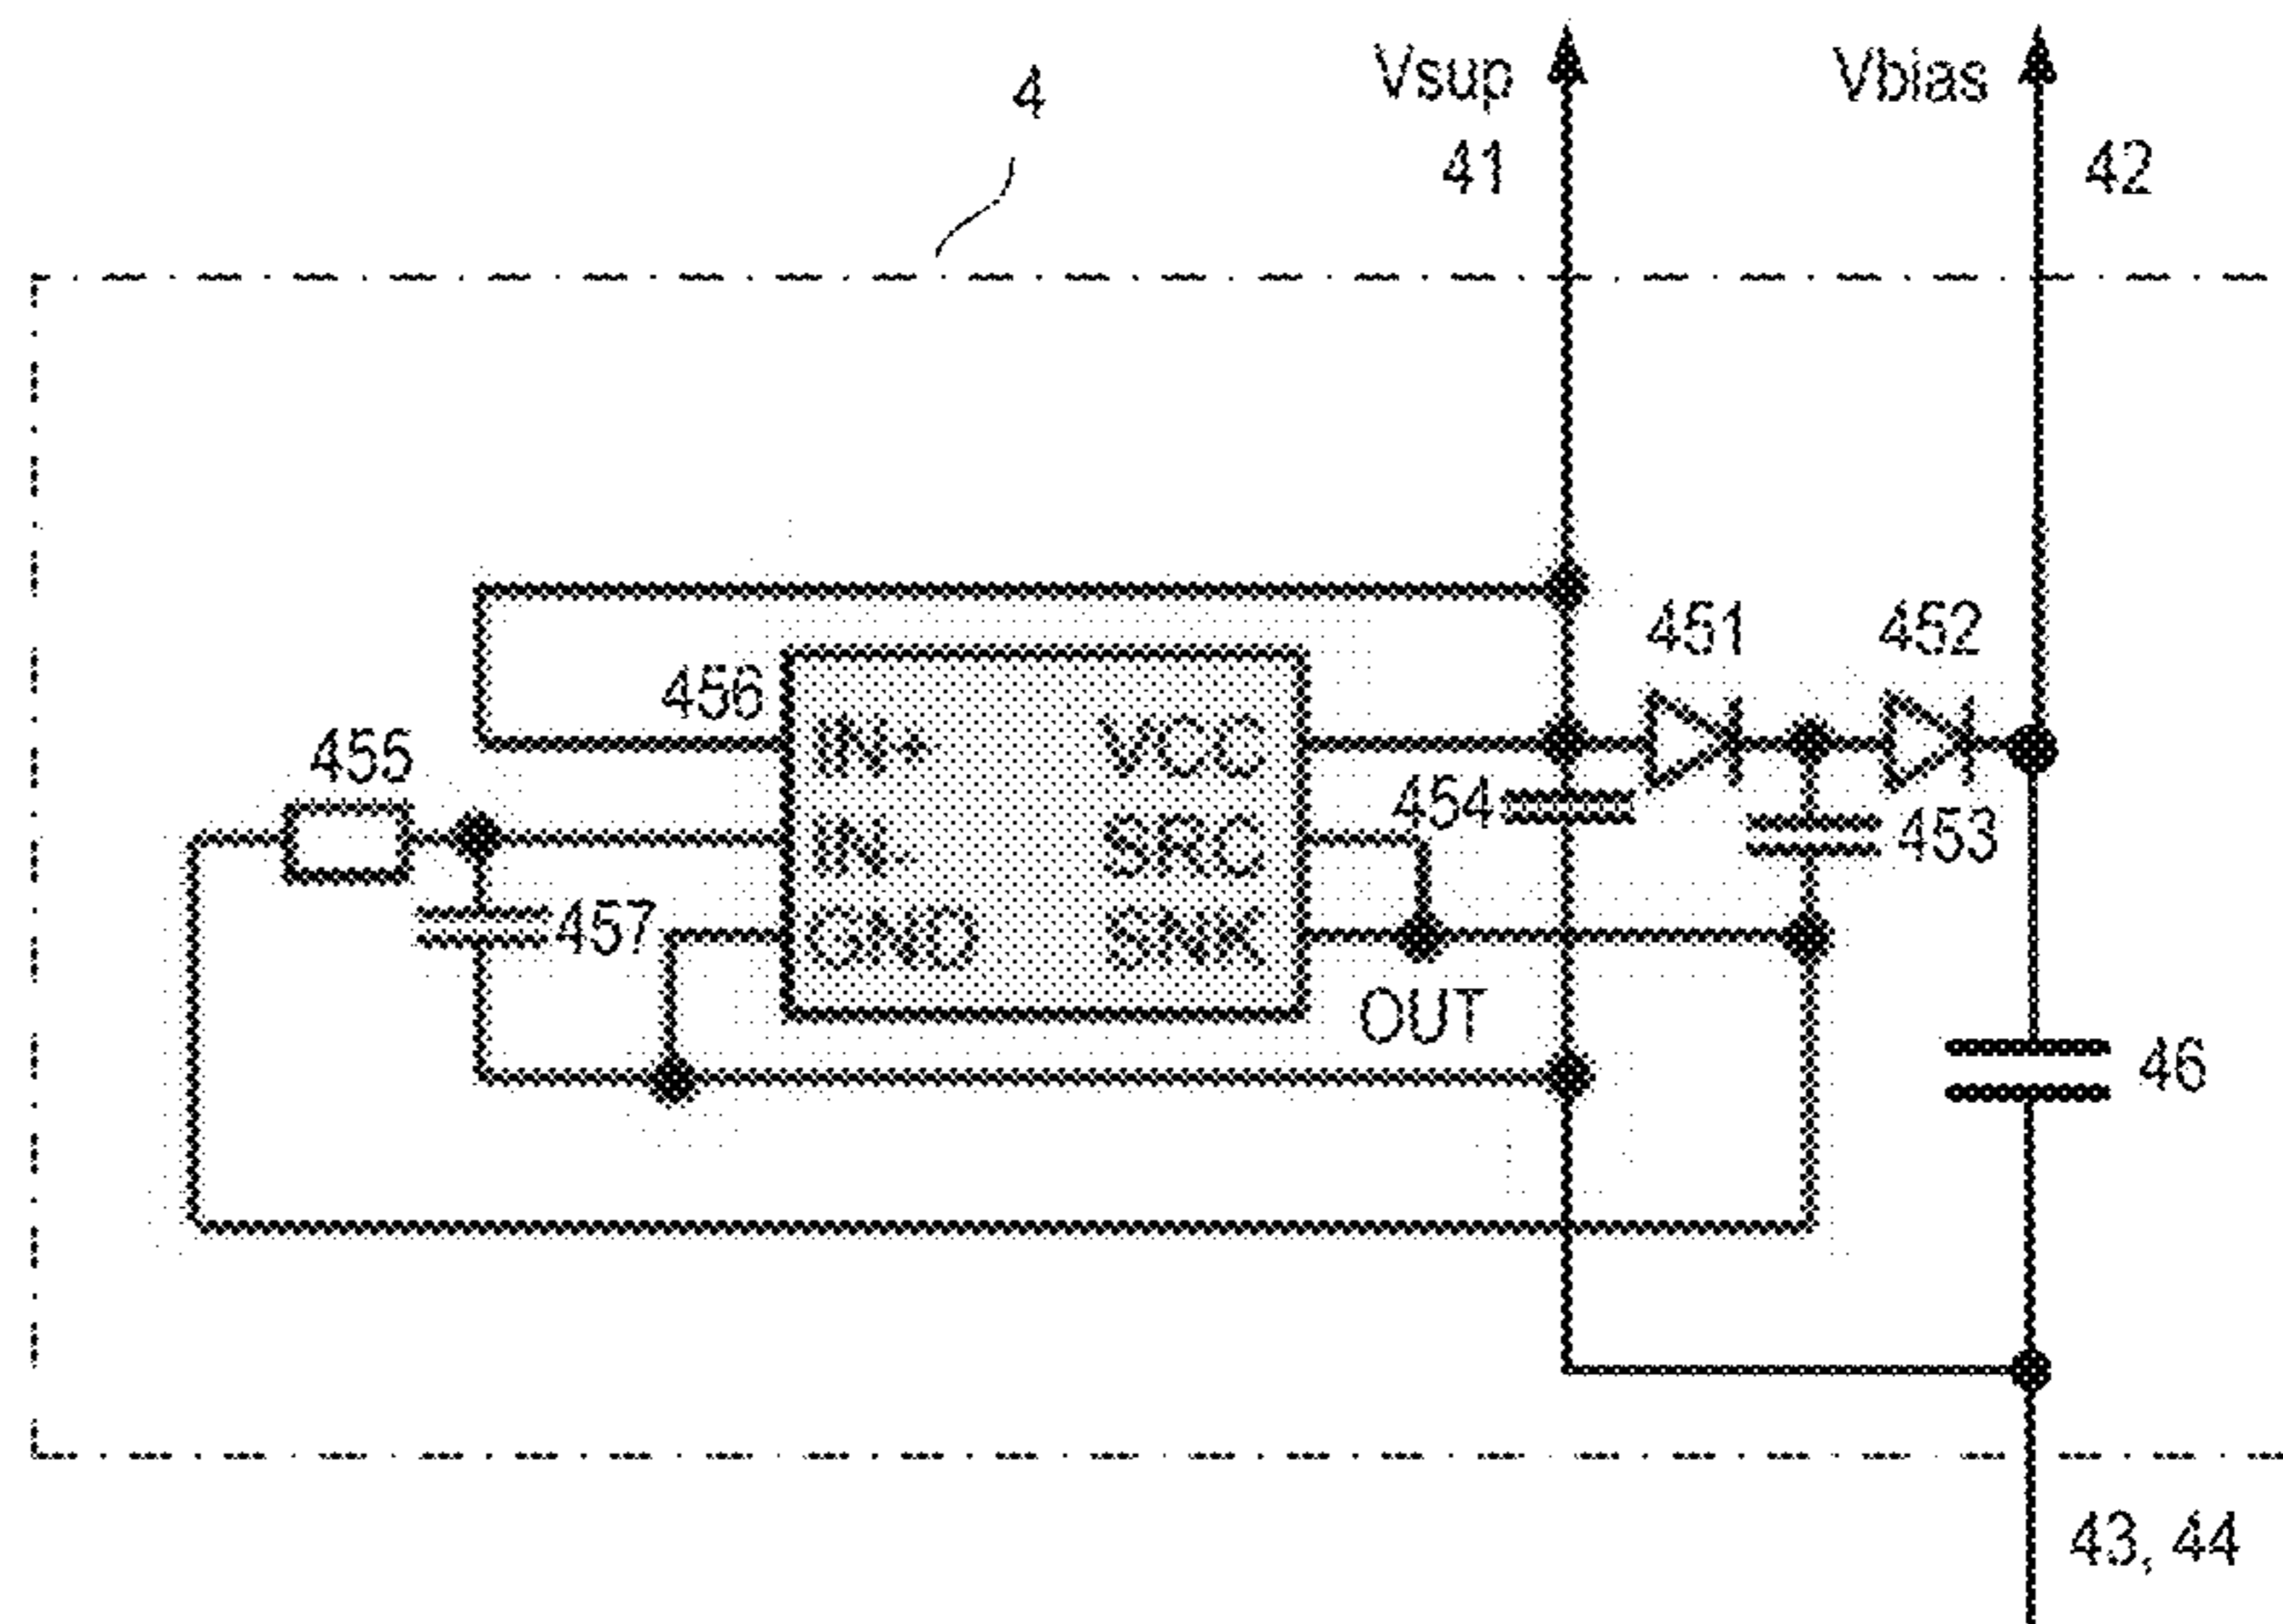 4
Vsup
Vbias
41
42
451
452
456
IN+
VCC
455
454
IN-
SRC
453
457
GND
SNK
OUT
46
43, 44